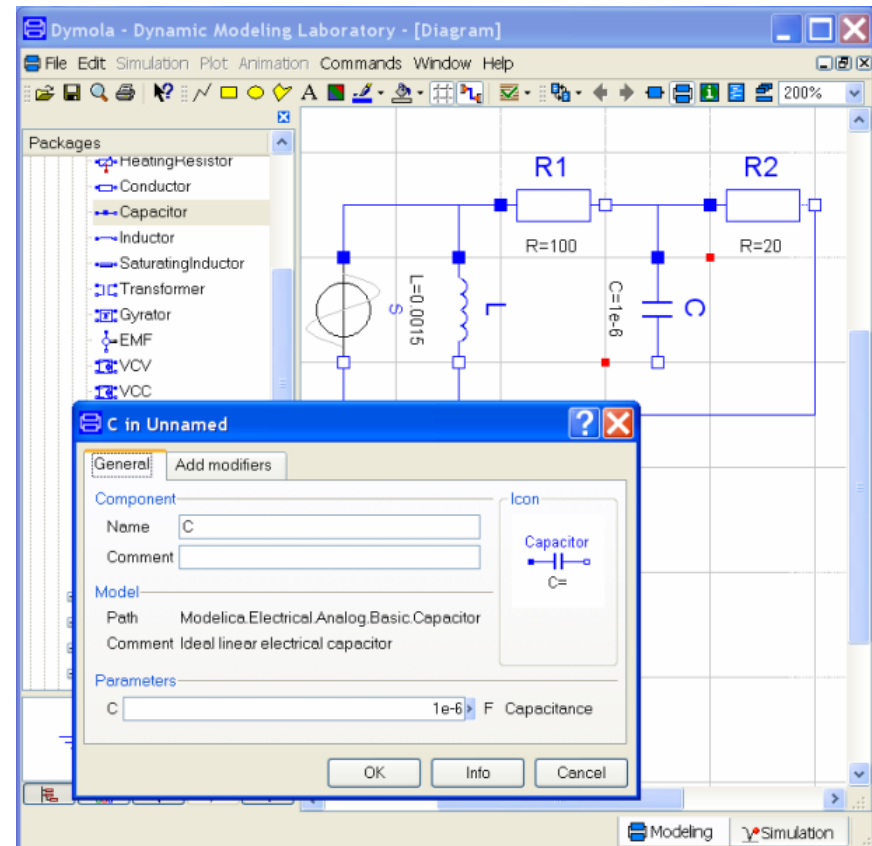 Dymola - Dynamic Modeling Laboratory - [Diagram]
File Edit Simulation Plot Animation Commands Window Help
A 200%
Packages
HeatingResistor
Conductor
Capacitor
Inductor
SaturatingInductor
Transformer
Gyrator
EMF
VCV
VCC
R1
R2
R=100
R=20
S
L=0.0015
L
C=1e-6
C
C in Unnamed
General Add modifiers
Component
Name C
Comment
Icon
Capacitor
C=
Model
Path Modelica.Electrical.Analog.Basic.Capacitor
Comment Ideal linear electrical capacitor
Parameters
C 1e-6 F Capacitance
OK Info Cancel
Modeling Simulation